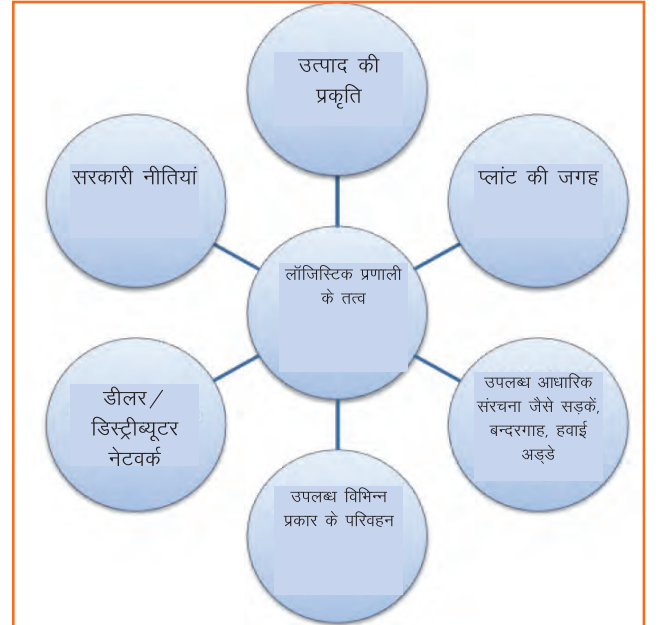 उत्पाद की
प्रकृति
सरकारी नीतियां
प्लांट की जगह
लॉजिस्टिक प्रणाली
के तत्व
डीलर/
डिस्ट्रीब्यूटर
नेटवर्क
उपलब्ध आधारिक
संरचना जैसे सड़कें,
बन्दरगाह, हवाई
अड्डे
उपलब्ध विभिन्न
प्रकार के परिवहन